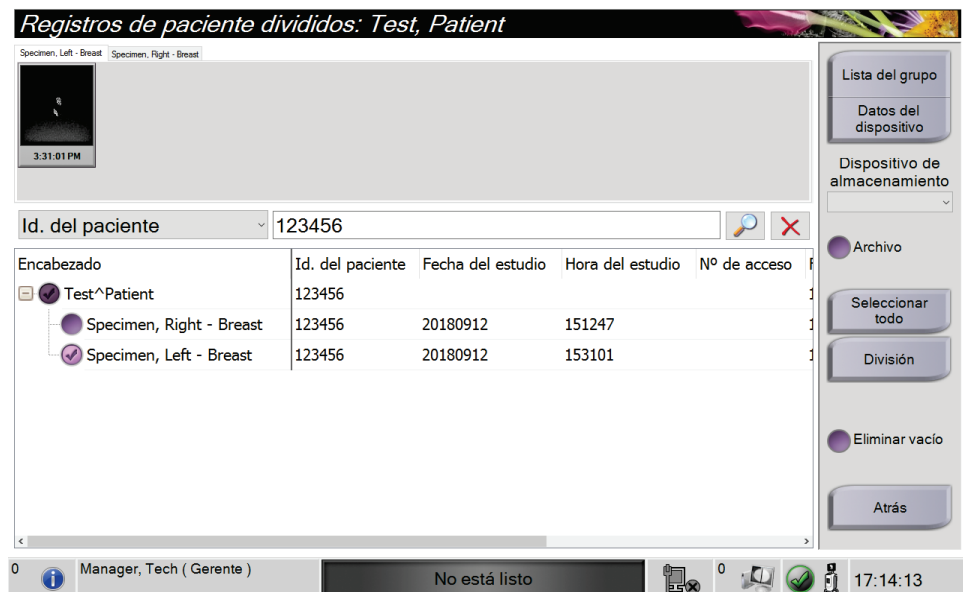 Registros de paciente divididos: Test, Patient
Specimen, Left - Breast Specimen, Right - Breast
3:31:01 PM
Id. del paciente 123456
Encabezado Id. del paciente Fecha del estudio Hora del estudio Nº de acceso
Test^Patient 123456
Specimen, Right - Breast 123456 20180912 151247
Specimen, Left - Breast 123456 20180912 153101
Lista del grupo
Datos del
dispositivo
Dispositivo de
almacenamiento
Archivo
Seleccionar
todo
División
Eliminar vacío
Atrás
0 Manager, Tech ( Gerente ) No está listo 0 17:14:13